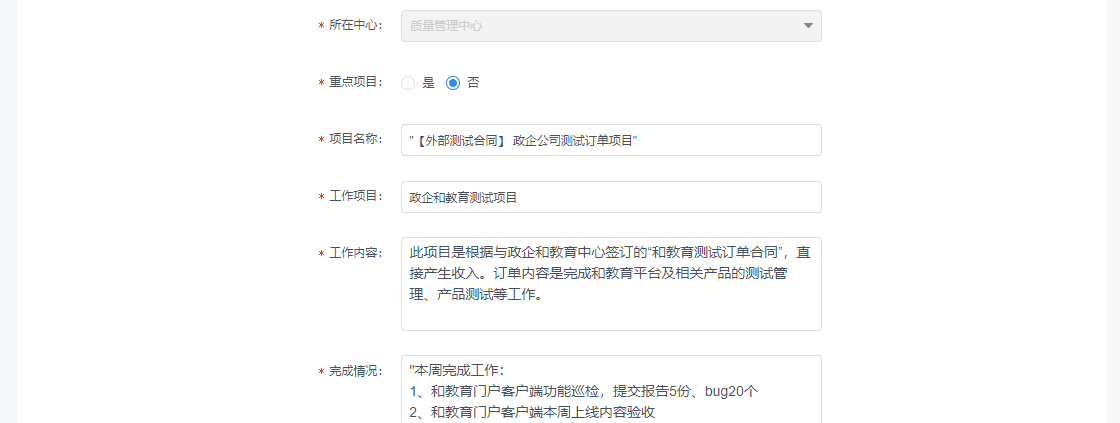 * 所在中心: 质量管理中心
* 重点项目: 是 否
* 项目名称: "【外部测试合同】 政企公司测试订单项目"
* 工作项目: 政企和教育测试项目
* 工作内容: 此项目是根据与政企和教育中心签订的“和教育测试订单合同”，直
接产生收入。订单内容是完成和教育平台及相关产品的测试管
理、产品测试等工作。
* 完成情况: "本周完成工作：
1、和教育门户客户端功能巡检，提交报告5份、bug20个
2、和教育门户客户端本周上线内容验收